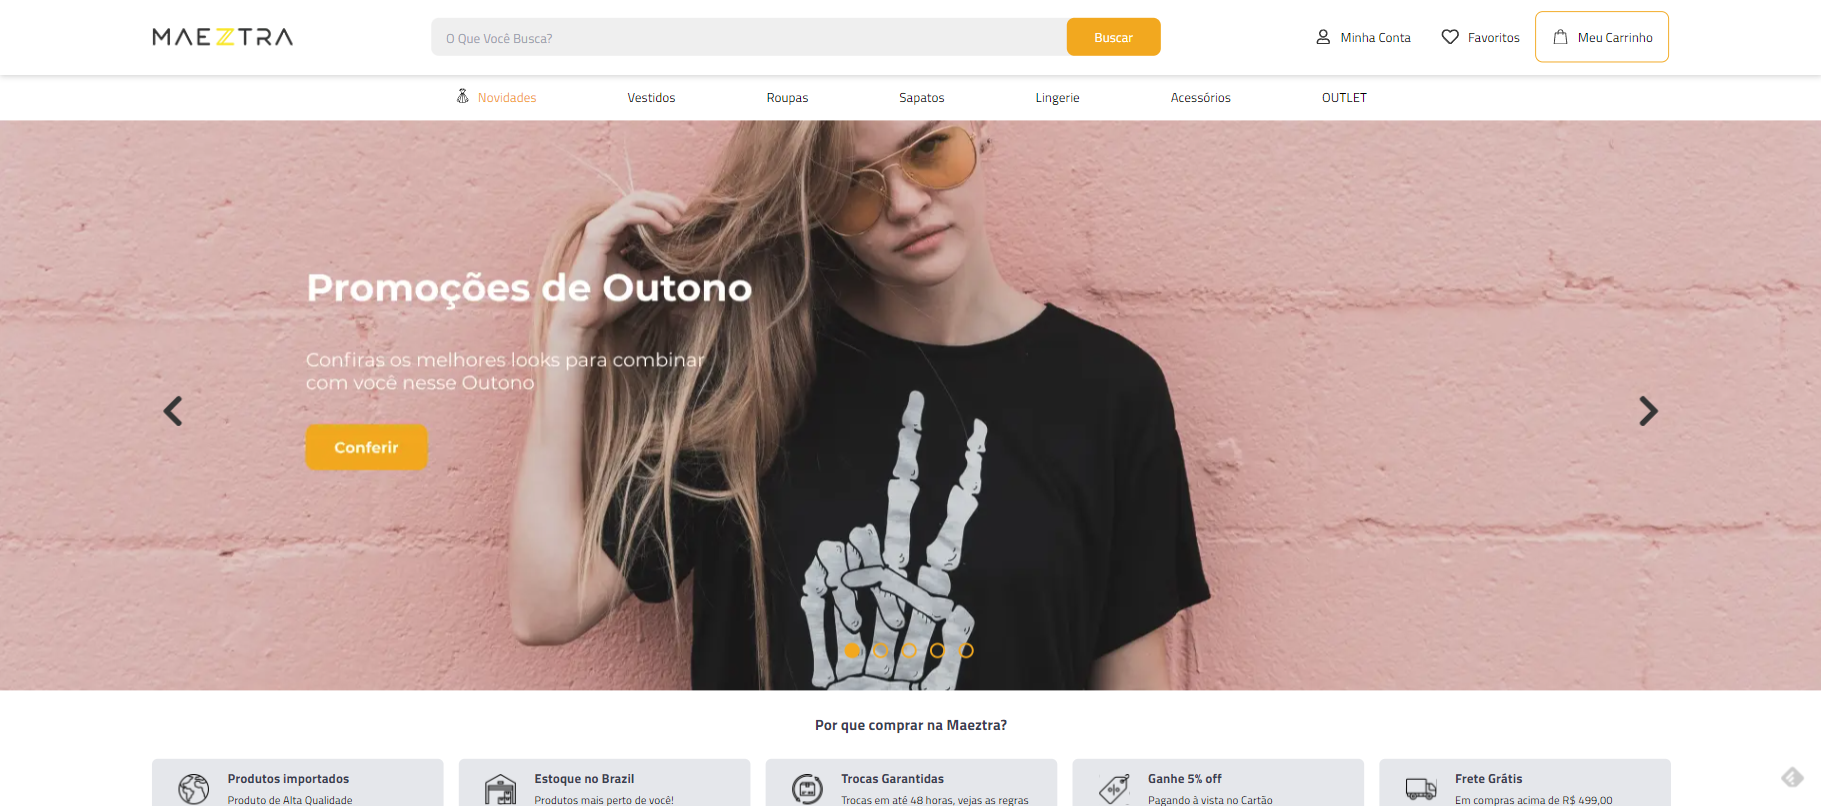 MAEZTRA
O Que Você Busca?
Buscar
Minha Conta
Favoritos
Meu Carrinho
Novidades
Vestidos
Roupas
Sapatos
Lingerie
Acessórios
OUTLET
Promoções de Outono
Confiras os melhores looks para combinar
com você nesse Outono
Conferir
Por que comprar na Maeztra?
Produtos importados
Produto de Alta Qualidade
Estoque no Brazil
Produtos mais perto de você!
Trocas Garantidas
Trocas em até 48 horas, vejas as regras
Ganhe 5% off
Pagando à vista no Cartão
Frete Grátis
Em compras acima de R$ 499,00